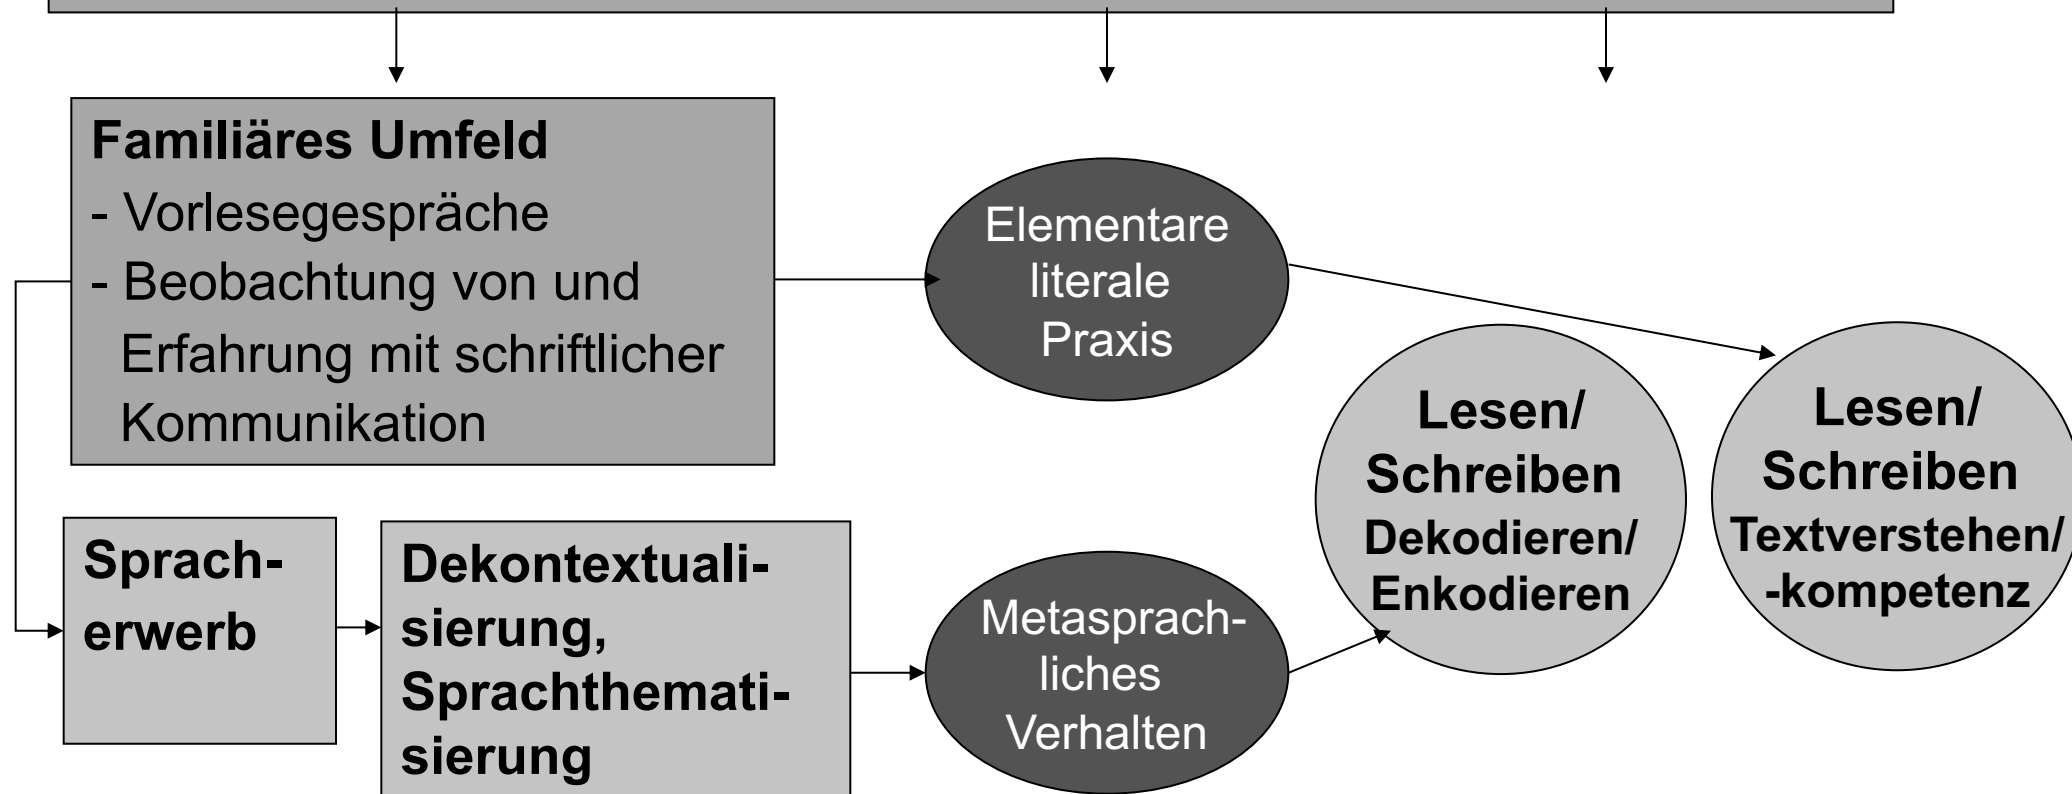 Familiäres Umfeld
- Vorlesegespräche
- Beobachtung von und
Erfahrung mit schriftlicher
Kommunikation
Elementare
literale
Praxis
Lesen/
Schreiben
Dekodieren/
Enkodieren
Lesen/
Schreiben
Textverstehen/
-kompetenz
Sprach-
erwerb
Dekontextuali-
sierung,
Sprachthemati-
sierung
Metasprach-
liches
Verhalten